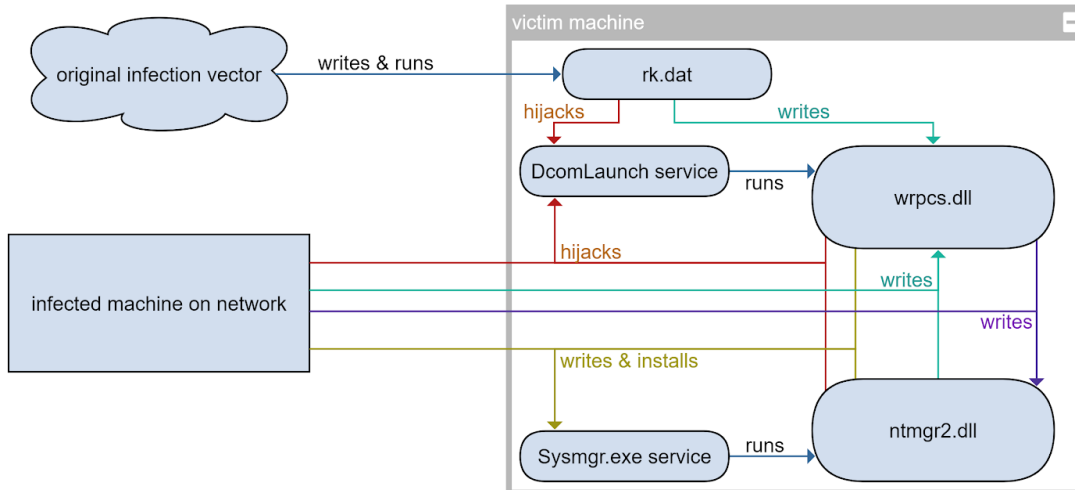 victim machine
original infection vector
writes & runs
rk.dat
hijacks
writes
DcomLaunch service
runs
wrpcs.dll
hijacks
infected machine on network
writes
writes
writes & installs
Sysmgr.exe service
runs
ntmgr2.dll